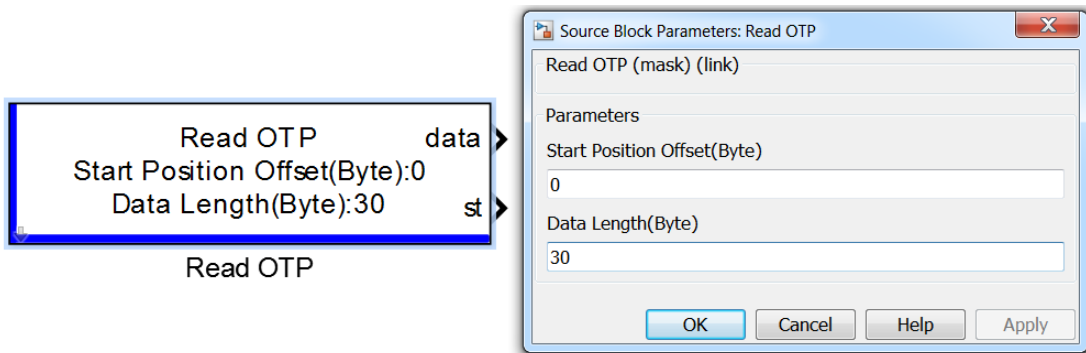 Read OTP
data
Start Position Offset(Byte):0
Data Length(Byte):30
st
Read OTP
Source Block Parameters: Read OTP
Read OTP (mask) (link)
Parameters
Start Position Offset(Byte)
0
Data Length(Byte)
30
OK
Cancel
Help
Apply